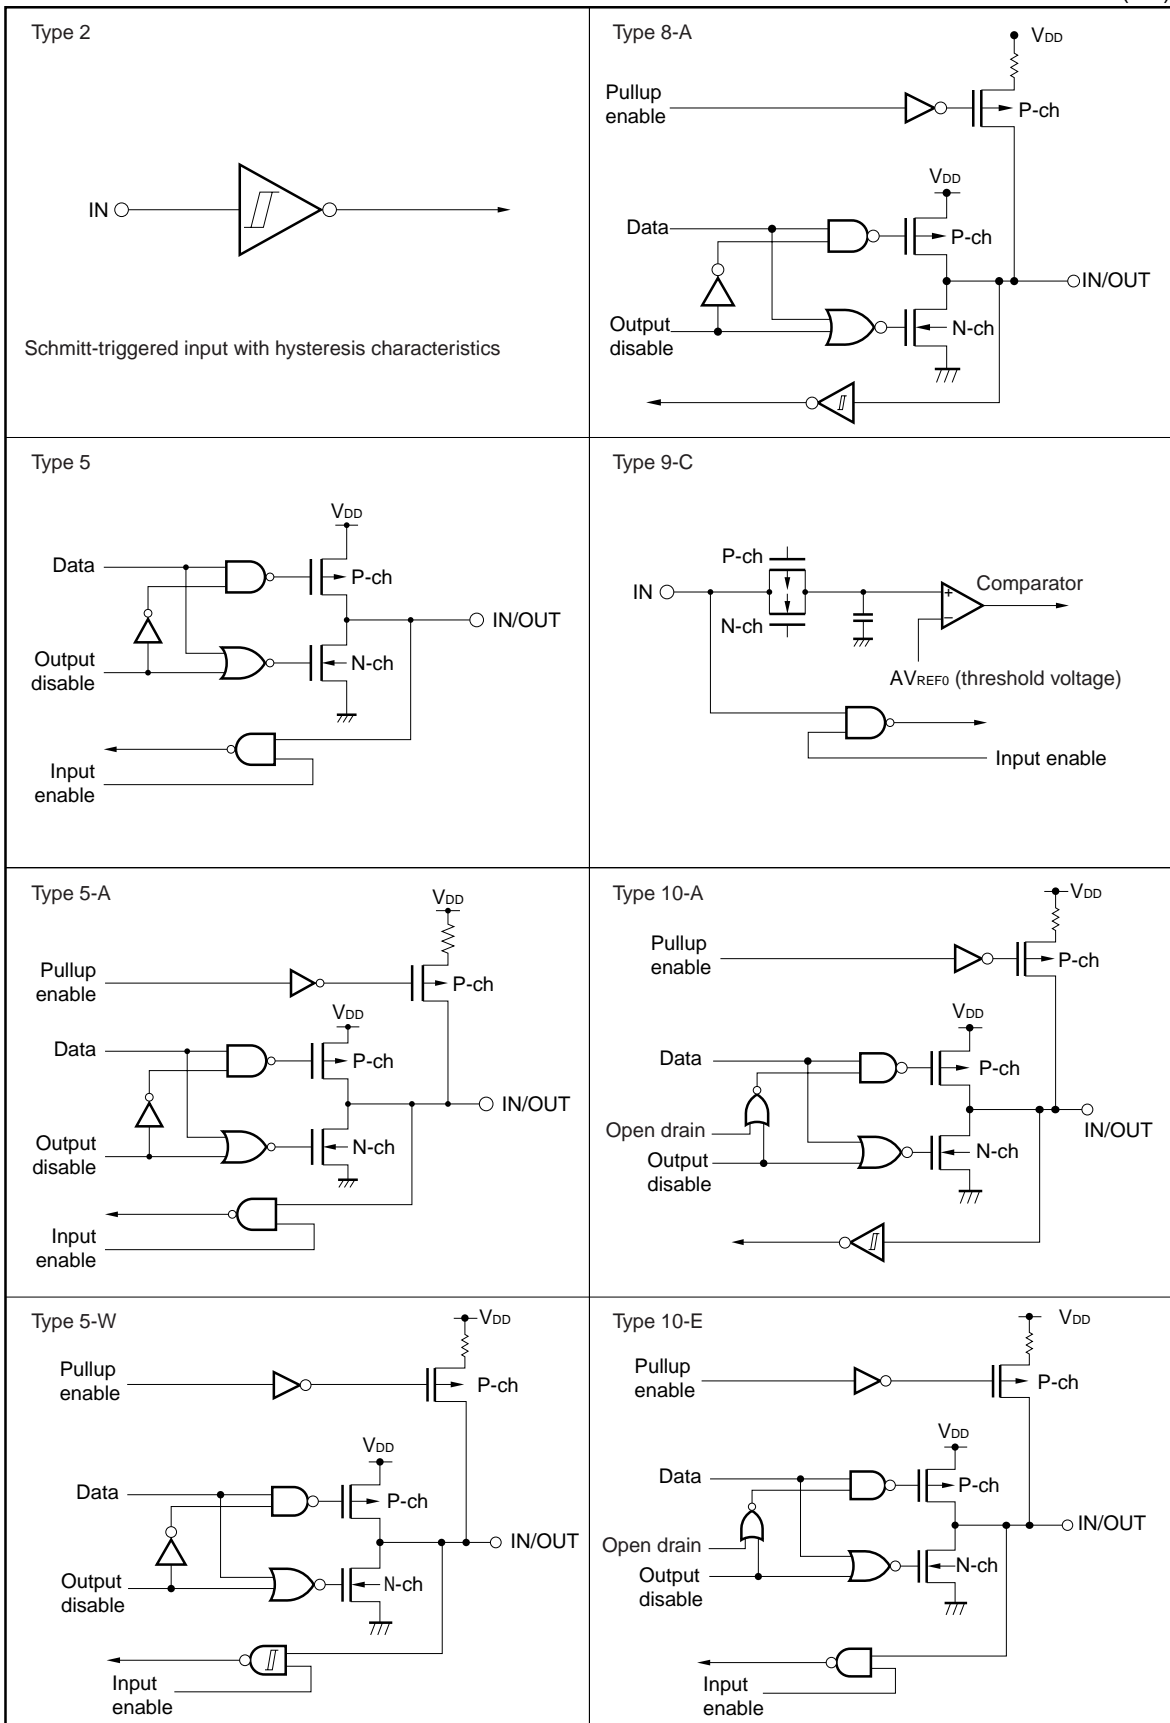 Type 2
IN
Schmitt-triggered input with hysteresis characteristics
Type 8-A
VDD
Pullup
enable
P-ch
VDD
Data
P-ch
IN/OUT
Output
disable
N-ch
Type 5
VDD
Data
P-ch
IN/OUT
Output
disable
N-ch
Input
enable
Type 9-C
P-ch
IN
N-ch
+
Comparator
−
AVREF0 (threshold voltage)
Input enable
Type 5-A
VDD
Pullup
enable
P-ch
VDD
Data
P-ch
IN/OUT
Output
disable
N-ch
Input
enable
Type 10-A
VDD
Pullup
enable
P-ch
VDD
Data
P-ch
Open drain
IN/OUT
Output
disable
N-ch
Type 5-W
VDD
Pullup
enable
P-ch
VDD
Data
P-ch
IN/OUT
Output
disable
N-ch
Input
enable
Type 10-E
VDD
Pullup
enable
P-ch
VDD
Data
P-ch
IN/OUT
Open drain
Output
disable
N-ch
Input
enable